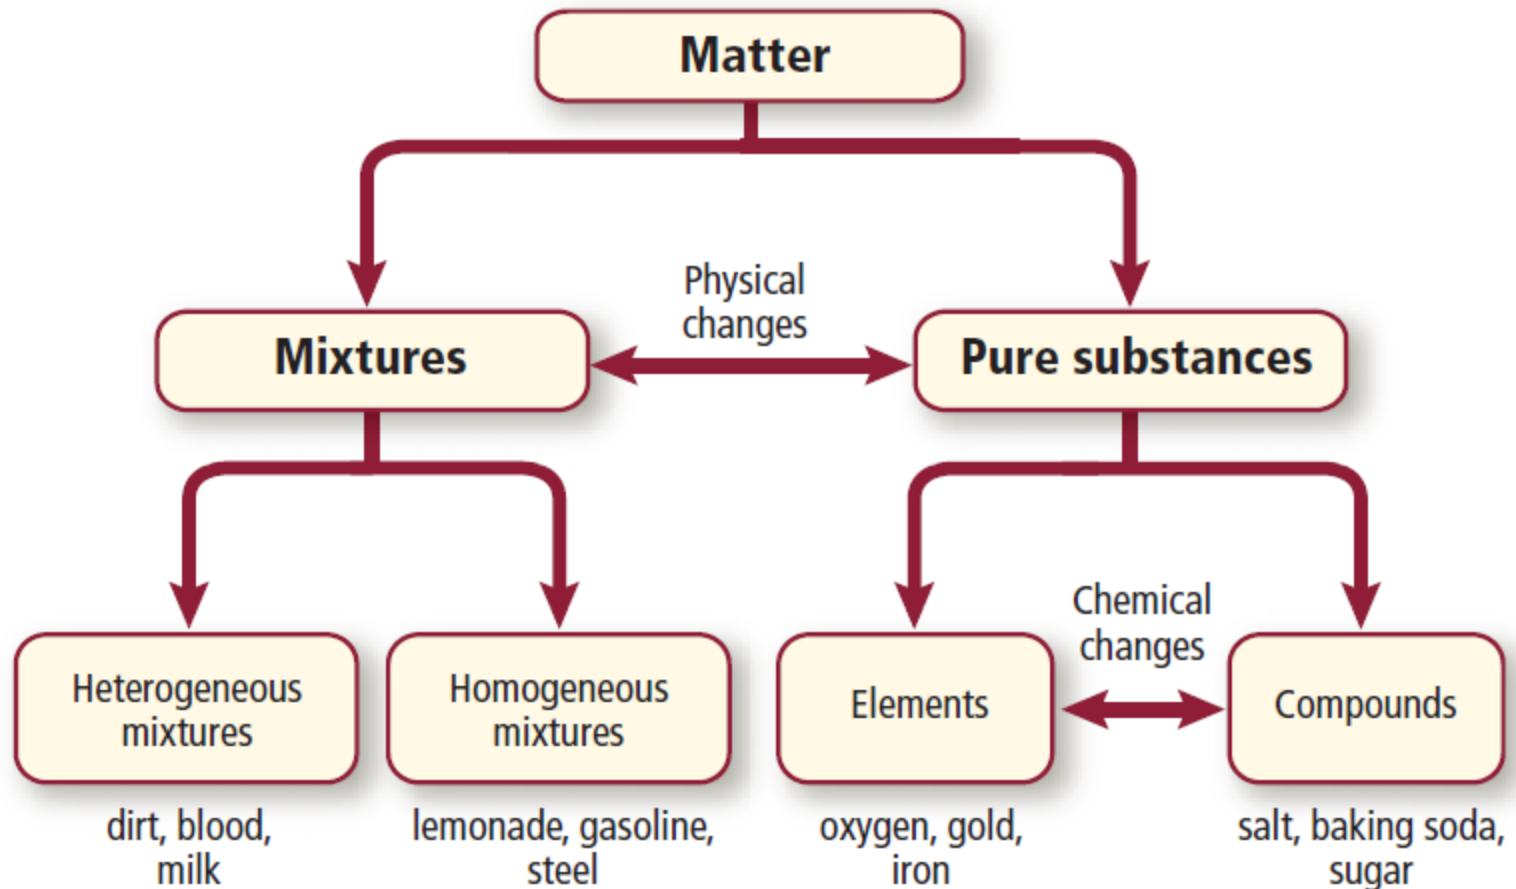 Matter
Physical
changes
Mixtures
Pure substances
Chemical
changes
Heterogeneous
mixtures
Homogeneous
mixtures
Elements
Compounds
dirt, blood,
milk
lemonade, gasoline,
steel
oxygen, gold,
iron
salt, baking soda,
sugar